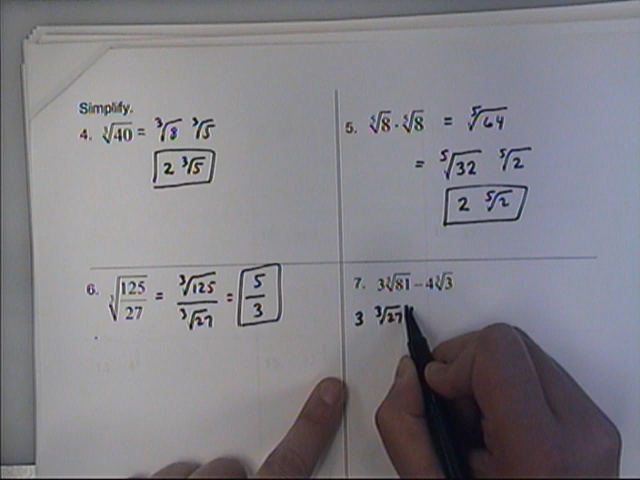 Simplify.
4. ∛40 = ∛8 ∛5
2 ∛5
5. ⁵√8 · ⁵√8 = ⁵√64
= ⁵√32 ⁵√2
2 ⁵√2
6. ∛(125/27) = ∛125/∛27 = 5/3
7. 3∛81 − 4∛3
3 ∛27